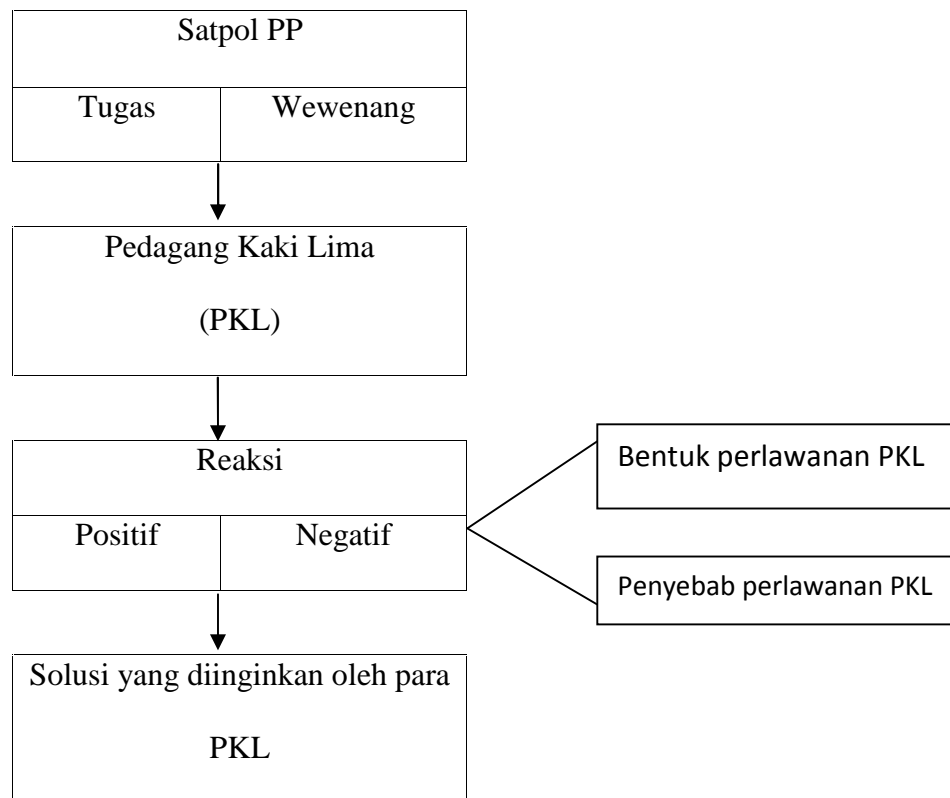 Satpol PP
Tugas
Wewenang
Pedagang Kaki Lima
(PKL)
Reaksi
Positif
Negatif
Bentuk perlawanan PKL
Penyebab perlawanan PKL
Solusi yang diinginkan oleh para
PKL